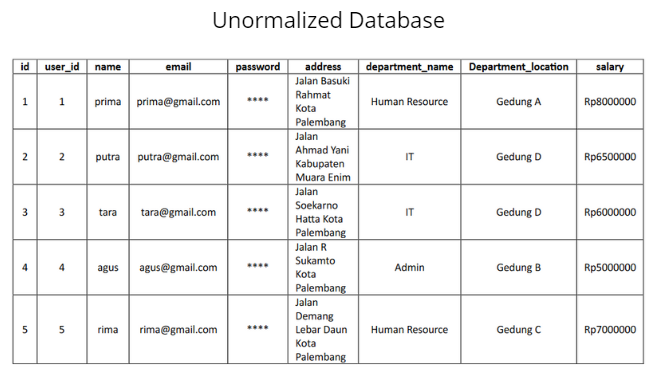 Unormalized Database
id user_id name email password address department_name Department_location salary
1 1 prima prima@gmail.com **** Jalan Basuki Rahmat Kota Palembang Human Resource Gedung A Rp8000000
2 2 putra putra@gmail.com **** Jalan Ahmad Yani Kabupaten Muara Enim IT Gedung D Rp6500000
3 3 tara tara@gmail.com **** Jalan Soekarno Hatta Kota Palembang IT Gedung D Rp6000000
4 4 agus agus@gmail.com **** Jalan R Sukamto Kota Palembang Admin Gedung B Rp5000000
5 5 rima rima@gmail.com **** Jalan Demang Lebar Daun Kota Palembang Human Resource Gedung C Rp7000000